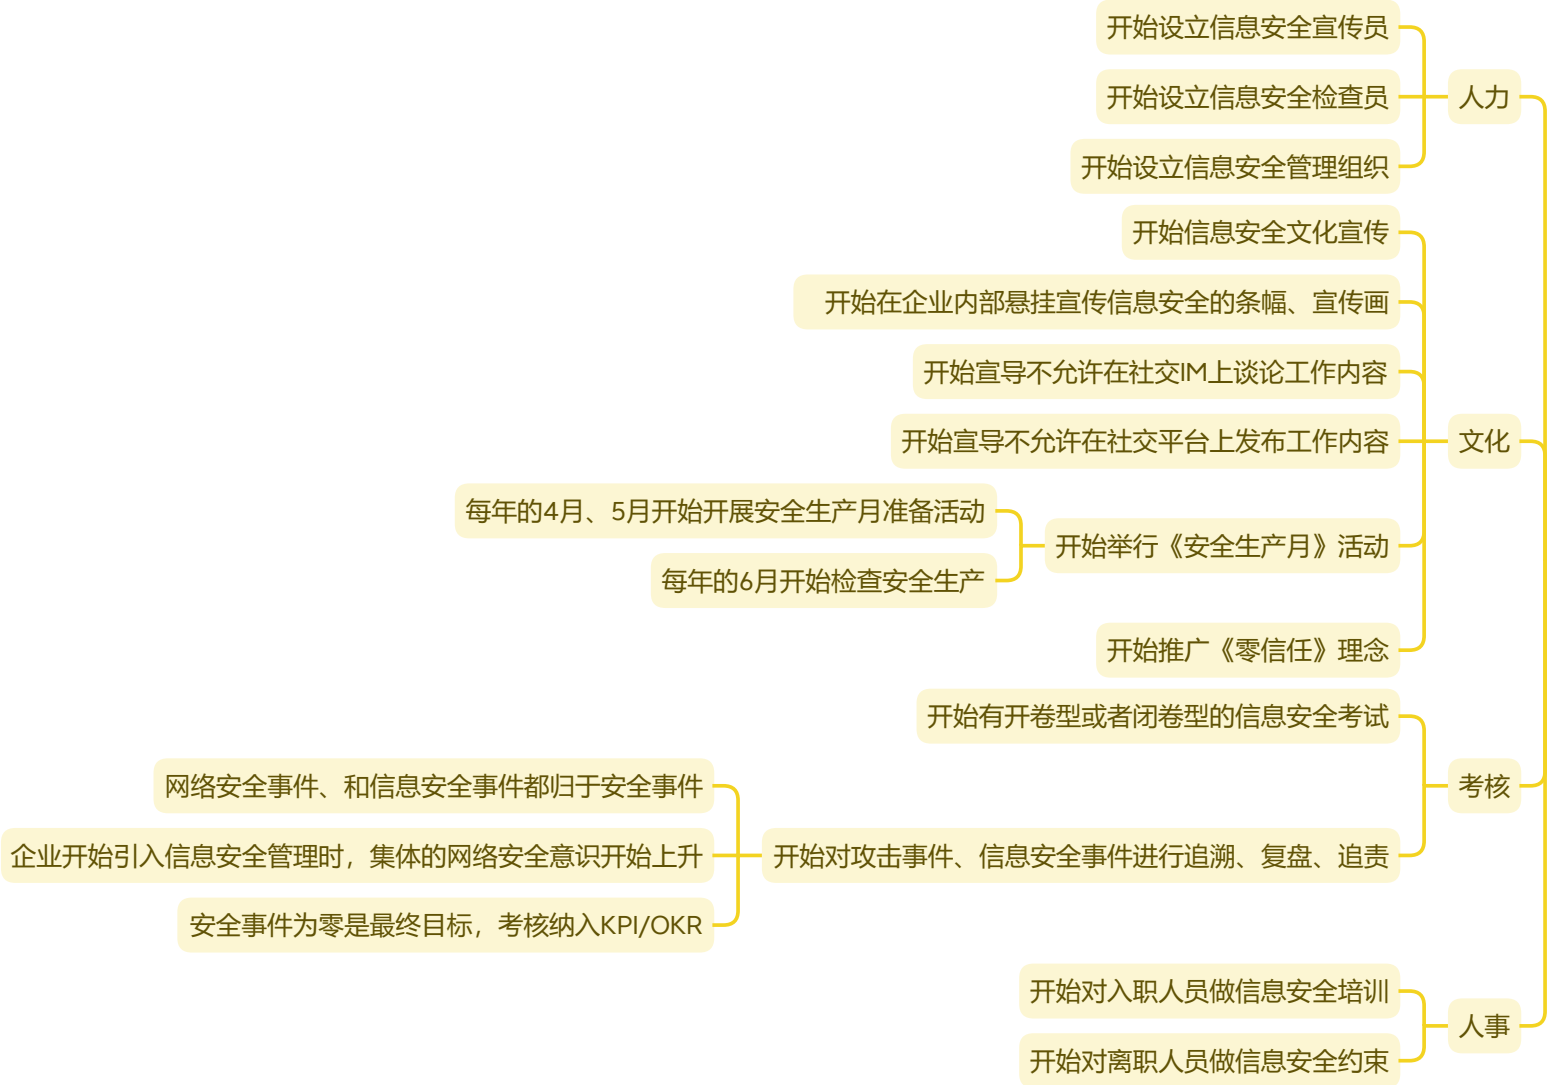 开始设立信息安全宣传员
开始设立信息安全检查员
人力
开始设立信息安全管理组织
开始信息安全文化宣传
开始在企业内部悬挂宣传信息安全的条幅、宣传画
开始宣导不允许在社交IM上谈论工作内容
开始宣导不允许在社交平台上发布工作内容
文化
每年的4月、5月开始开展安全生产月准备活动
开始举行《安全生产月》活动
每年的6月开始检查安全生产
开始推广《零信任》理念
开始有开卷型或者闭卷型的信息安全考试
网络安全事件、和信息安全事件都归于安全事件
考核
企业开始引入信息安全管理时，集体的网络安全意识开始上升
开始对攻击事件、信息安全事件进行追溯、复盘、追责
安全事件为零是最终目标，考核纳入KPI/OKR
开始对入职人员做信息安全培训
人事
开始对离职人员做信息安全约束